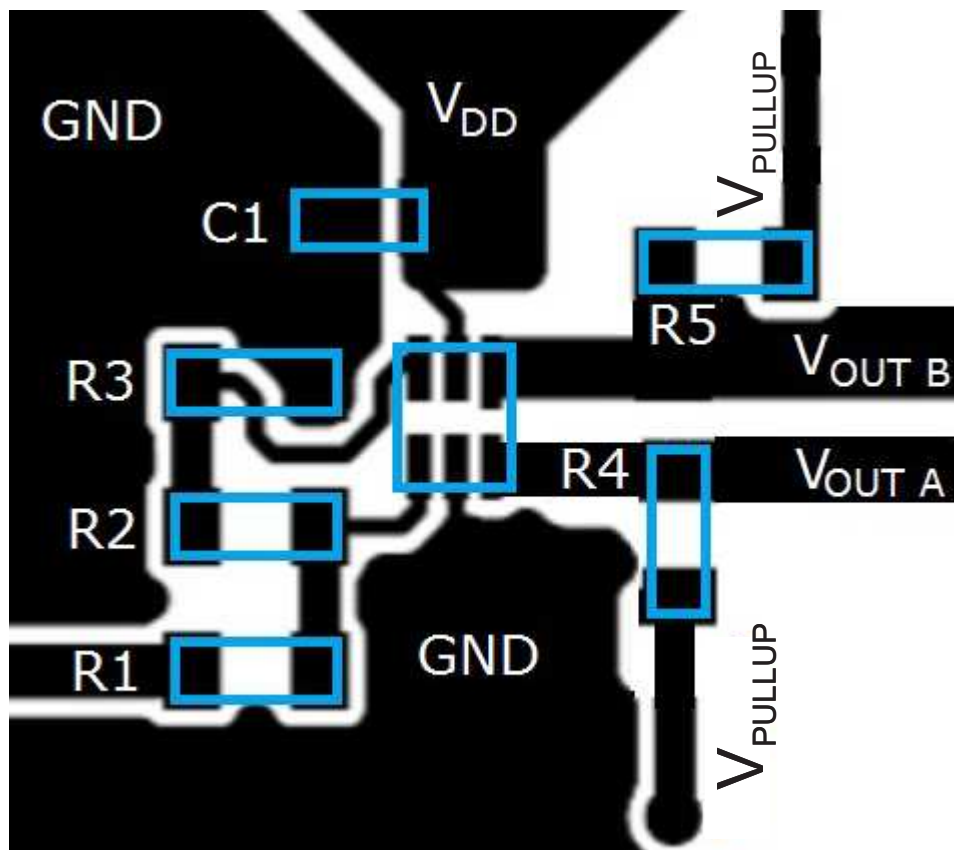 GND
VDD
VPULLUP
C1
R5
R3
VOUT B
R4
VOUT A
R2
GND
R1
VPULLUP